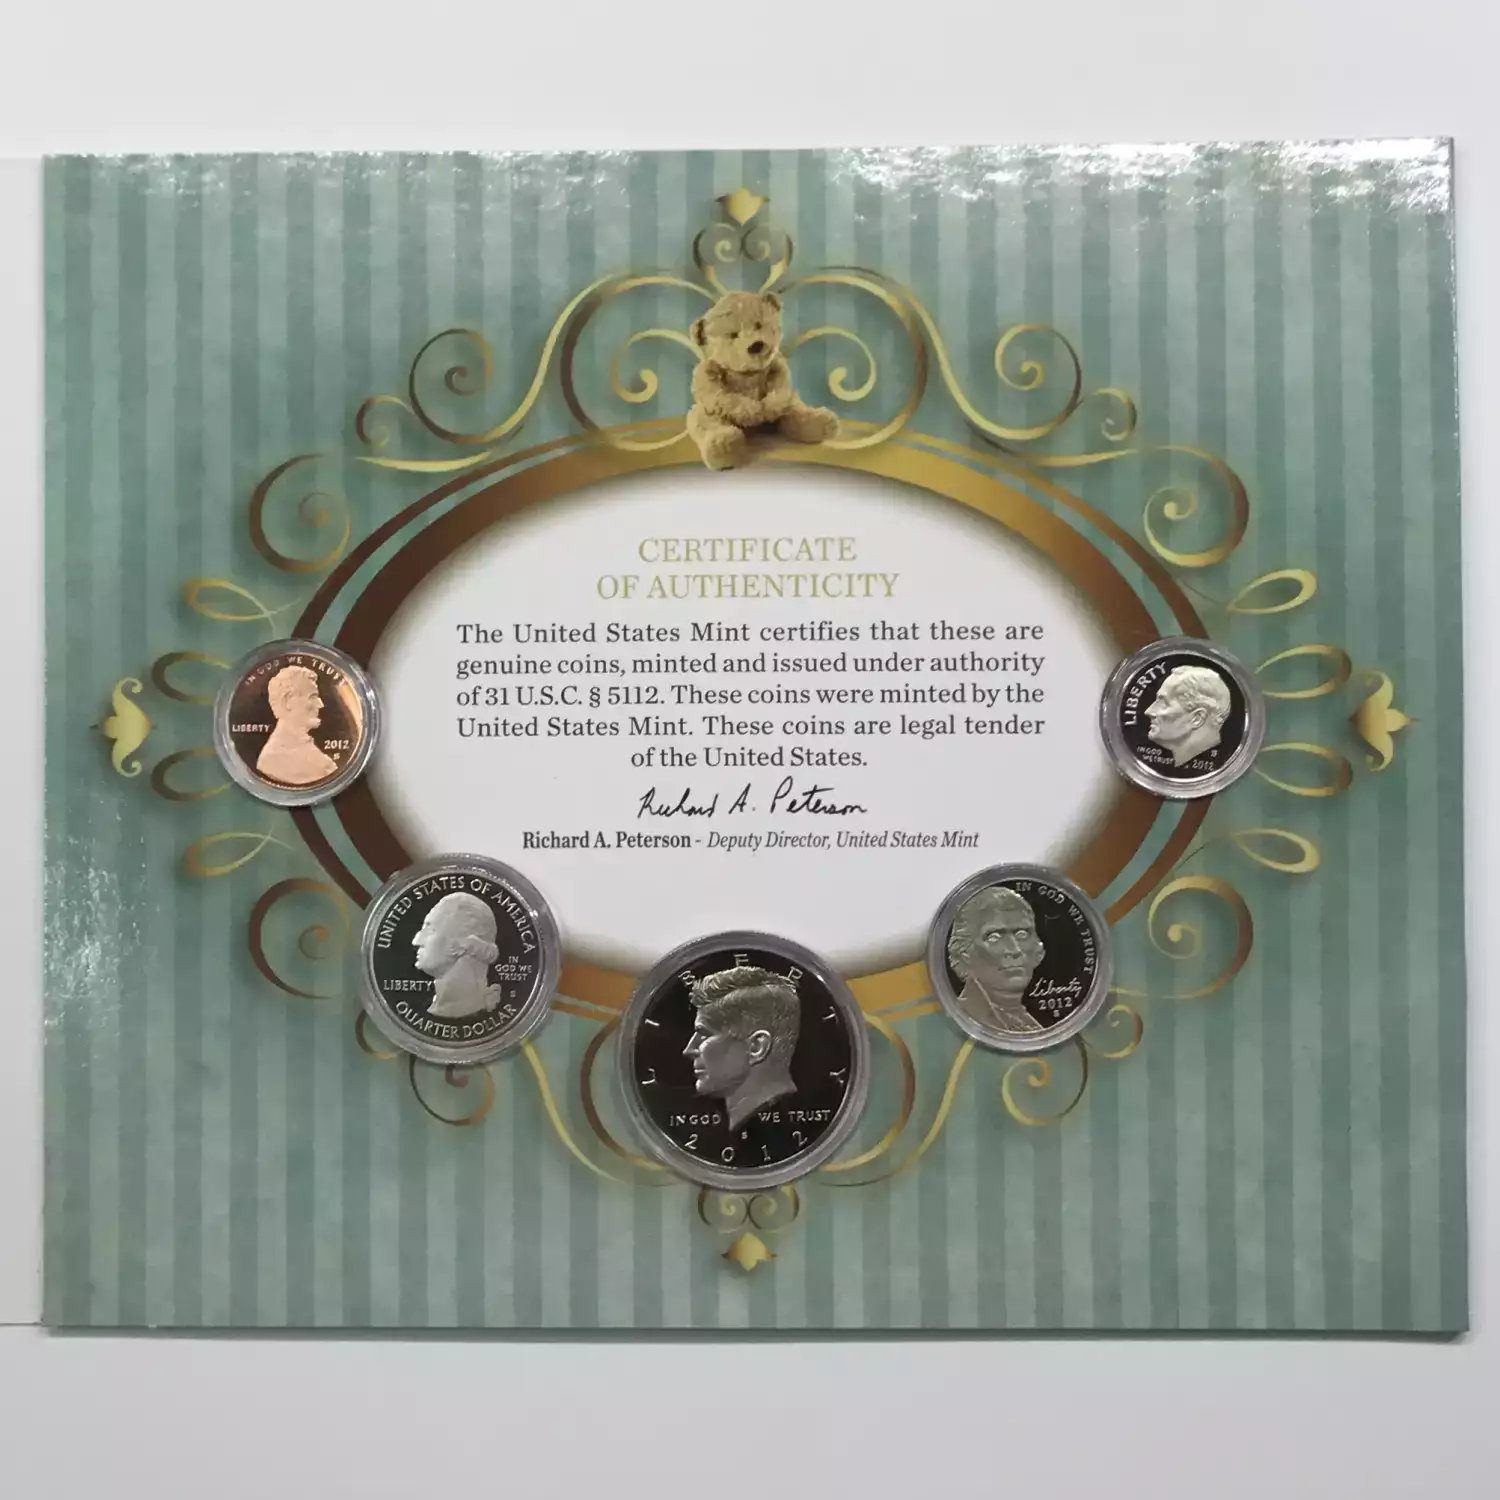 CERTIFICATE
OF AUTHENTICITY
The United States Mint certifies that these are
genuine coins, minted and issued under authority
of 31 U.S.C. § 5112. These coins were minted by the
United States Mint. These coins are legal tender
of the United States.
Richard A. Peterson
Richard A. Peterson - Deputy Director, United States Mint
IN GOD WE TRUST
LIBERTY
2012
S
LIBERTY
IN GOD
WE TRUST
S
2012
UNITED STATES OF AMERICA
IN
GOD WE
TRUST
LIBERTY
S
QUARTER DOLLAR
LIBERTY
IN GOD WE TRUST
S
2012
IN GOD WE TRUST
Liberty
2012
S